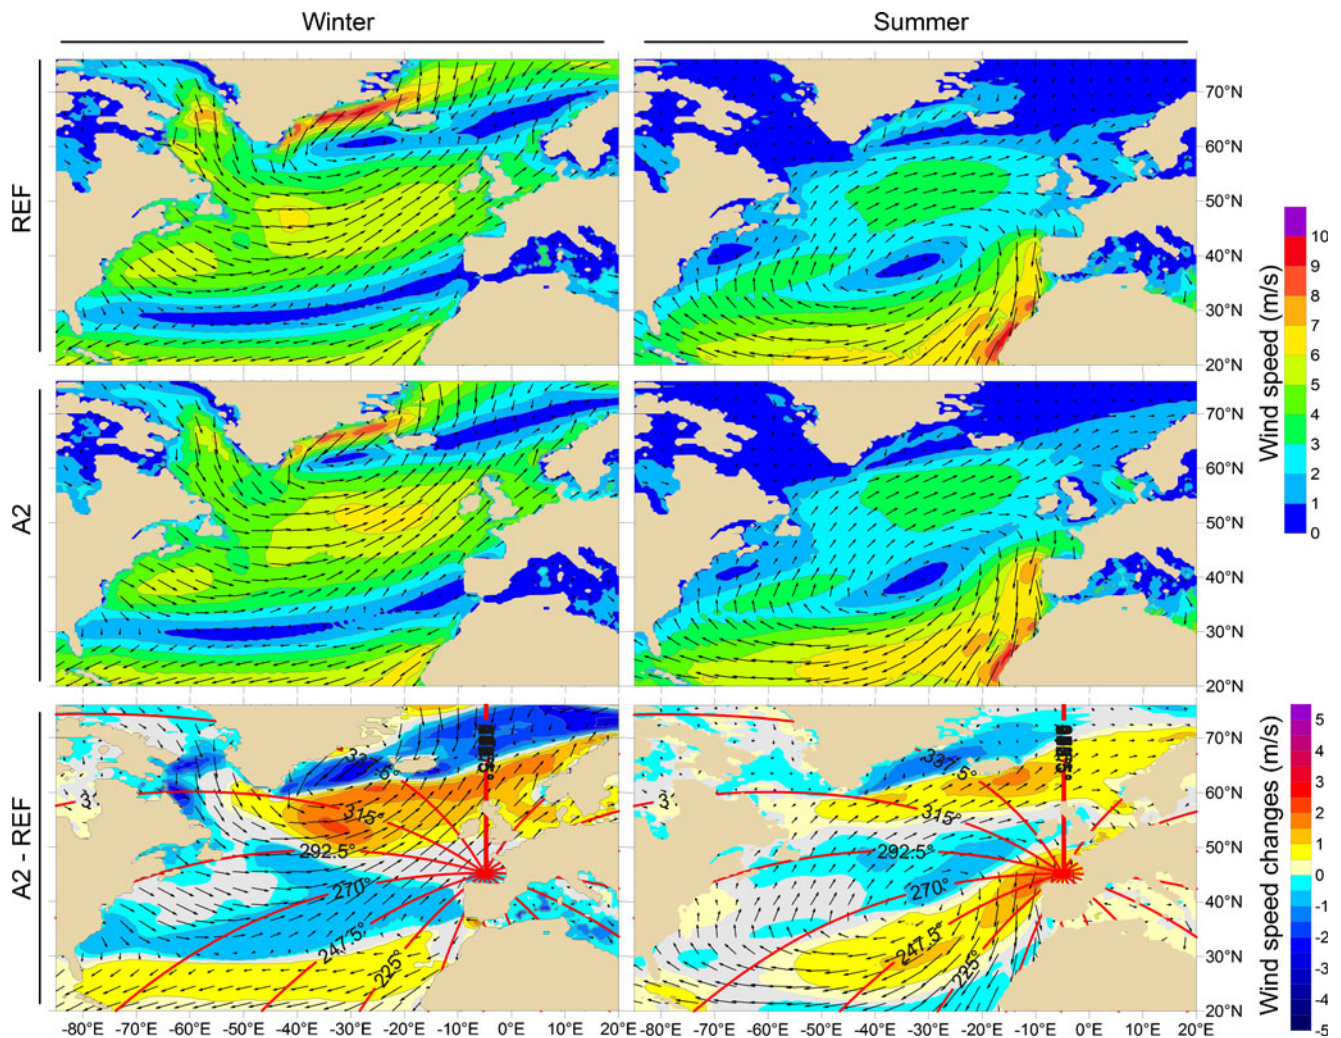 Winter Summer
REF
70°N
60°N
50°N
40°N
30°N
20°N
A2
70°N
60°N
50°N
40°N
30°N
20°N
Wind speed (m/s)
10
9
8
7
6
5
4
3
2
1
0
A2 - REF
337.5°
315°
292.5°
270°
247.5°
225°
3
337.5°
315°
292.5°
270°
247.5°
225°
3
70°N
60°N
50°N
40°N
30°N
20°N
Wind speed changes (m/s)
5
4
3
2
1
0
-1
-2
-3
-4
-5
-80°E -70°E -60°E -50°E -40°E -30°E -20°E -10°E 0°E 10°E 20°E -80°E -70°E -60°E -50°E -40°E -30°E -20°E -10°E 0°E 10°E 20°E